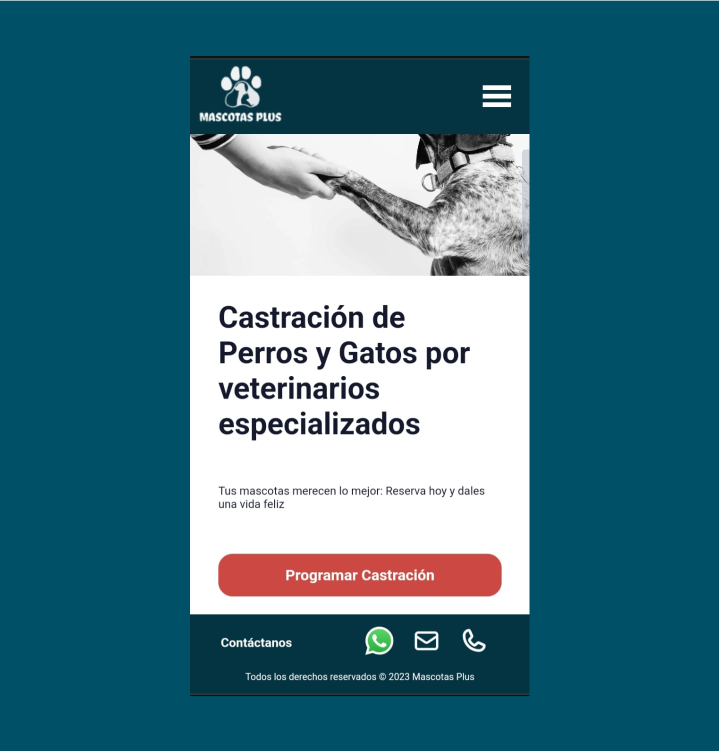 MASCOTAS PLUS
Castración de
Perros y Gatos por
veterinarios
especializados
Tus mascotas merecen lo mejor: Reserva hoy y dales
una vida feliz
Programar Castración
Contáctanos
Todos los derechos reservados © 2023 Mascotas Plus